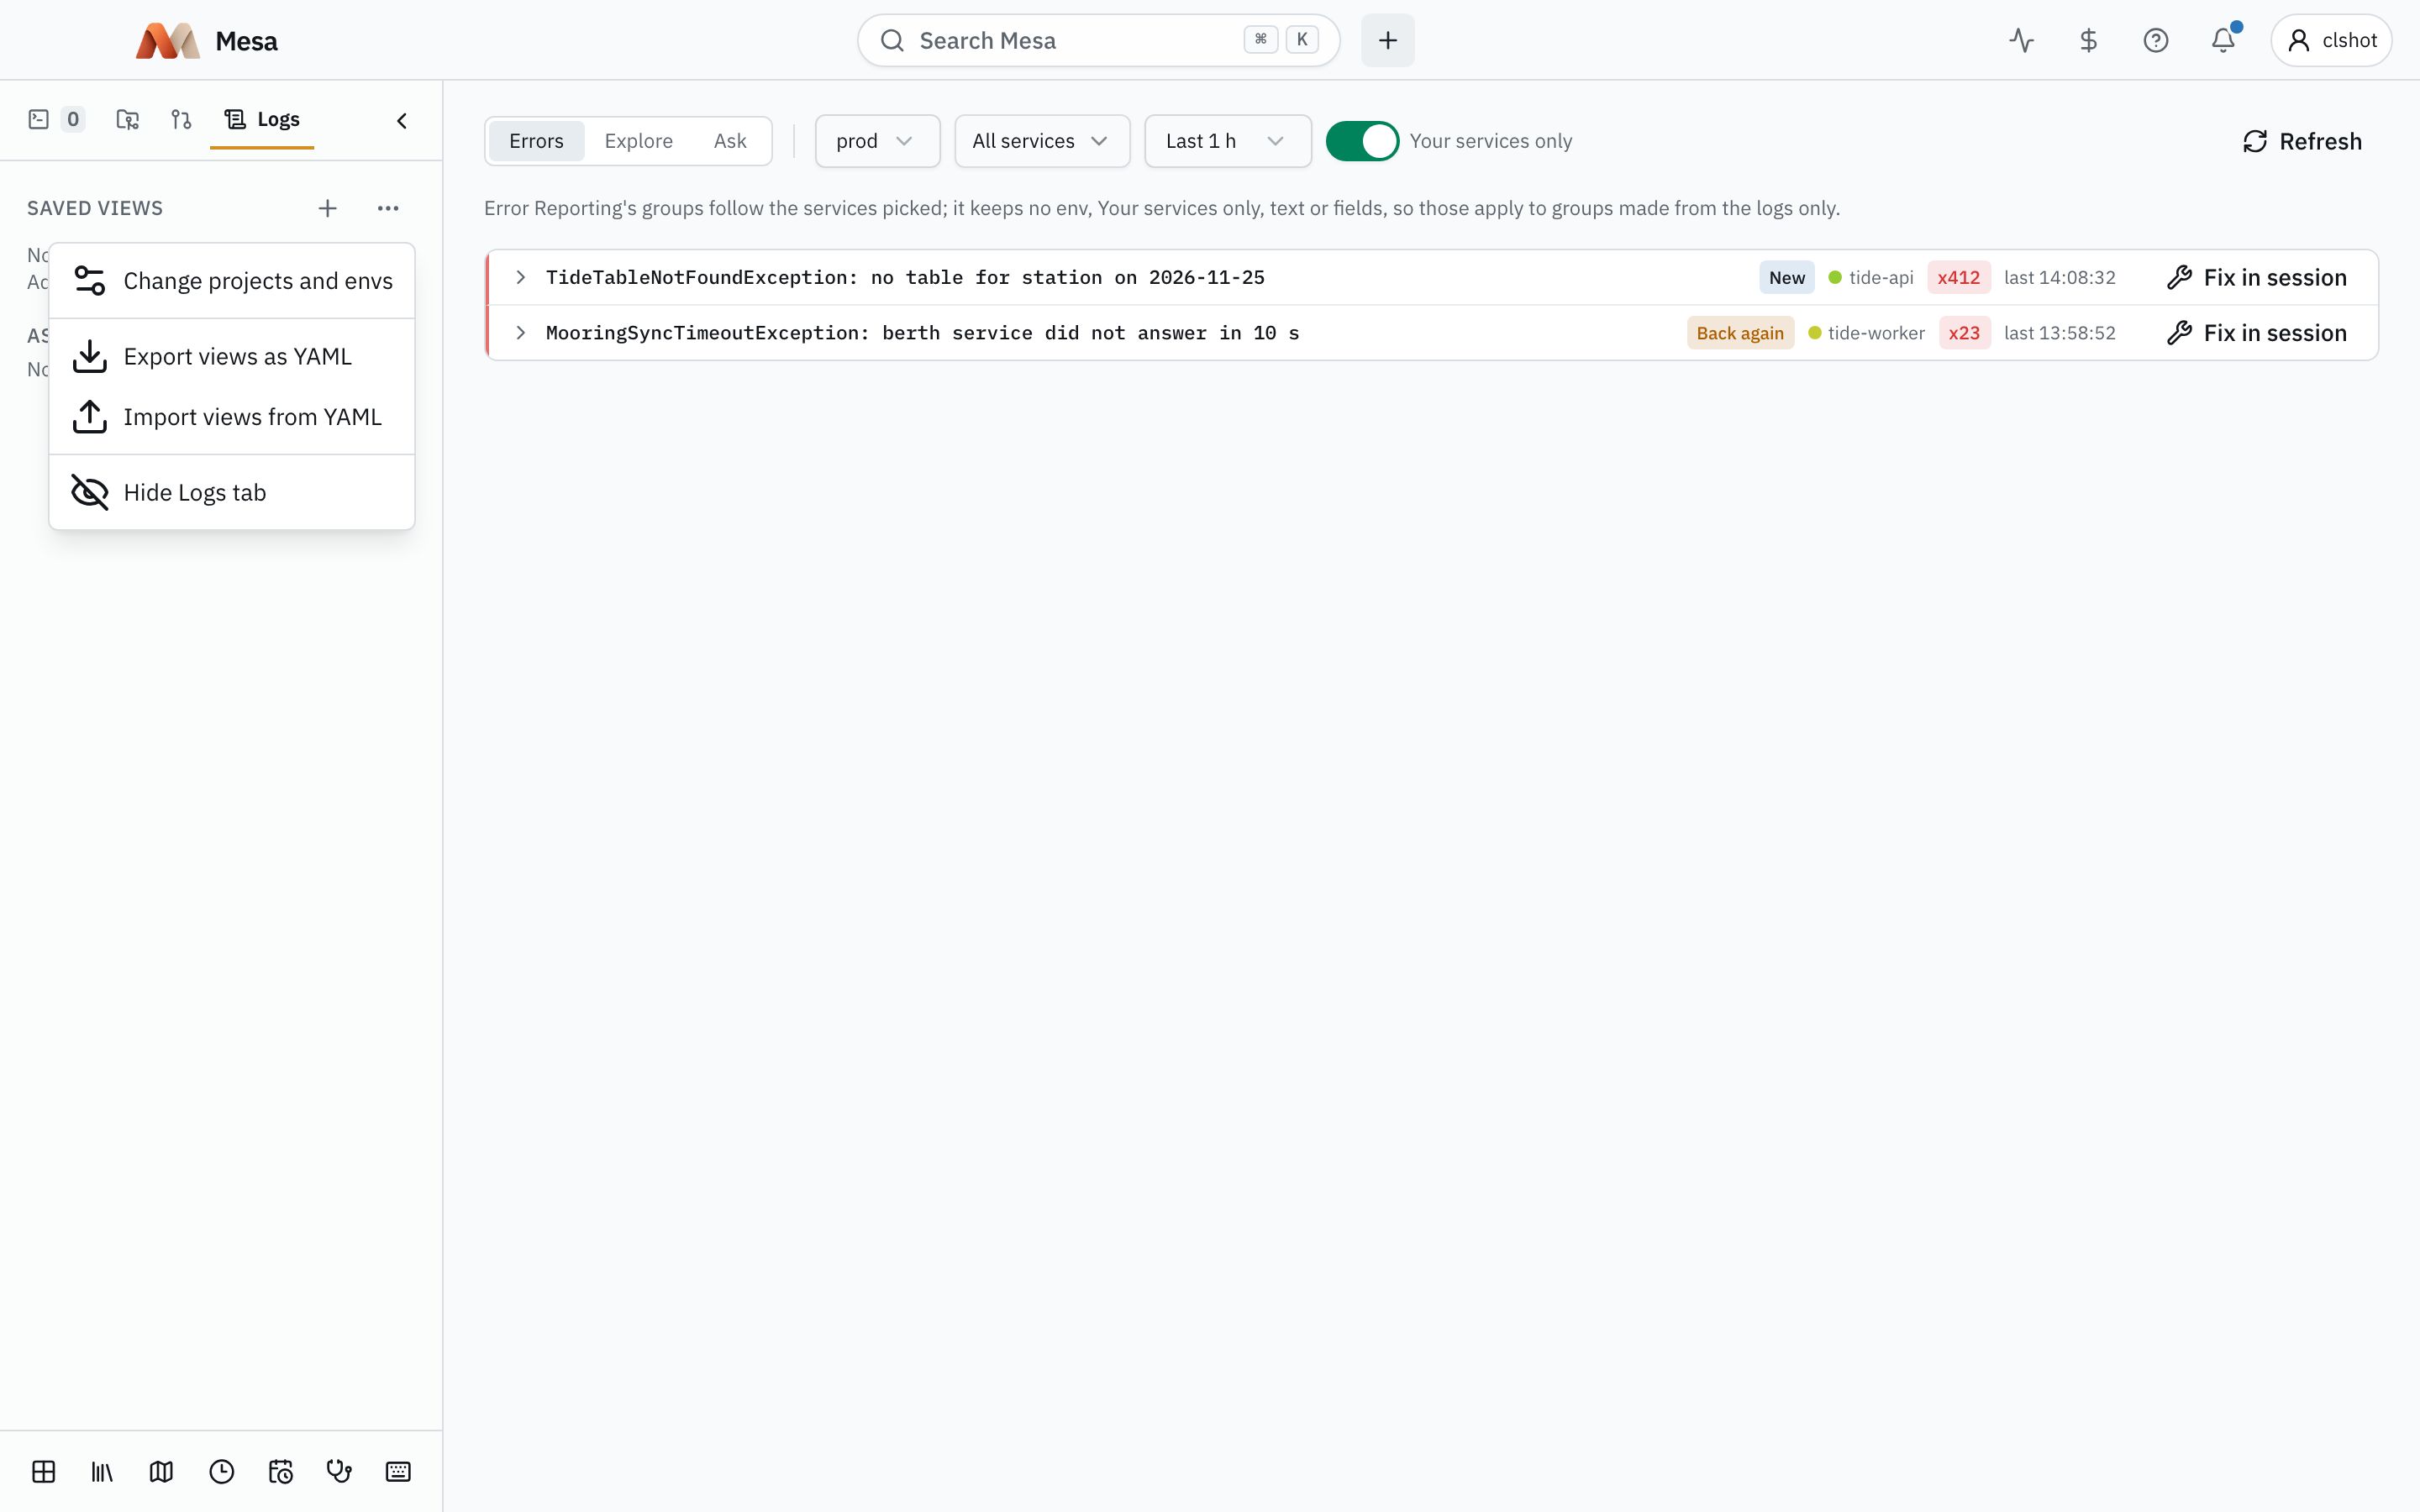 Mesa
Search Mesa
⌘ K
clshot
0
Logs
Errors
Explore
Ask
prod
All services
Last 1 h
Your services only
Refresh
SAVED VIEWS
Error Reporting's groups follow the services picked; it keeps no env, Your services only, text or fields, so those apply to groups made from the logs only.
Change projects and envs
Export views as YAML
Import views from YAML
Hide Logs tab
TideTableNotFoundException: no table for station on 2026-11-25
New
tide-api
x412
last 14:08:32
Fix in session
MooringSyncTimeoutException: berth service did not answer in 10 s
Back again
tide-worker
x23
last 13:58:52
Fix in session